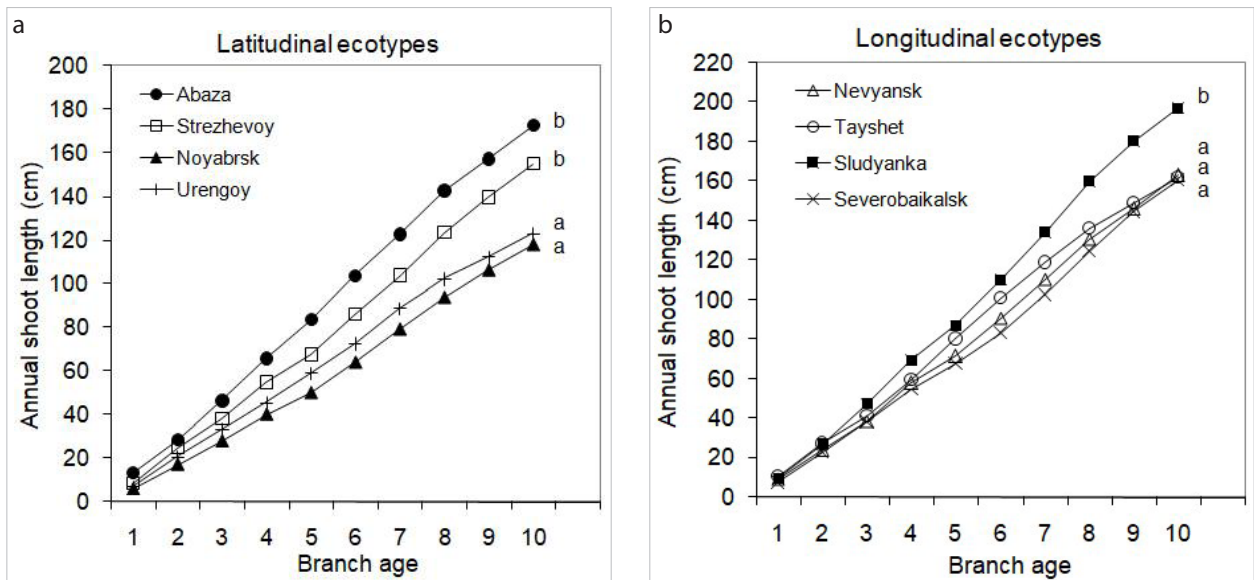 a
Latitudinal ecotypes
200
180
160
140
120
100
80
60
40
20
0
Annual shoot length (cm)
Abaza
Strezhevoy
Noyabrsk
Urengoy
b
b
a
a
1 2 3 4 5 6 7 8 9 10
Branch age
b
Longitudinal ecotypes
220
200
180
160
140
120
100
80
60
40
20
0
Annual shoot length (cm)
Nevyansk
Tayshet
Sludyanka
Severobaikalsk
b
a
a
a
1 2 3 4 5 6 7 8 9 10
Branch age